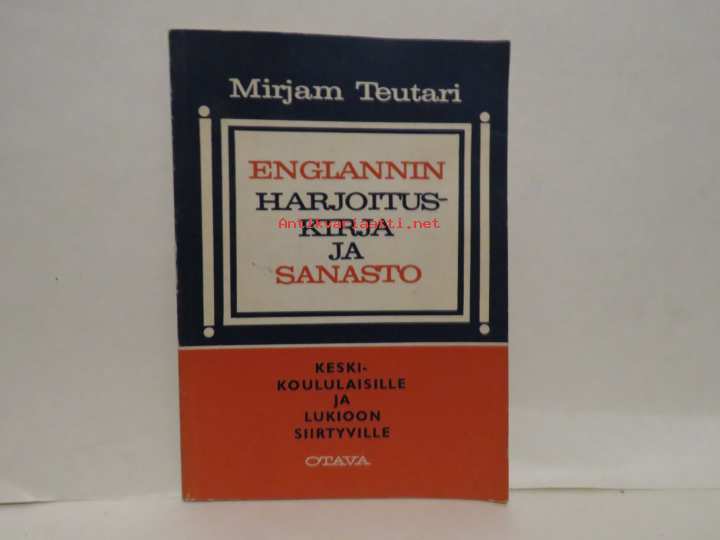 Mirjam Teutari
ENGLANNIN
HARJOITUS-
Antikvariaatti.net
KIRJA
JA
SANASTO
KESKI-
KOULULAISILLE
JA
LUKIOON
SIIRTYVILLE
OTAVA